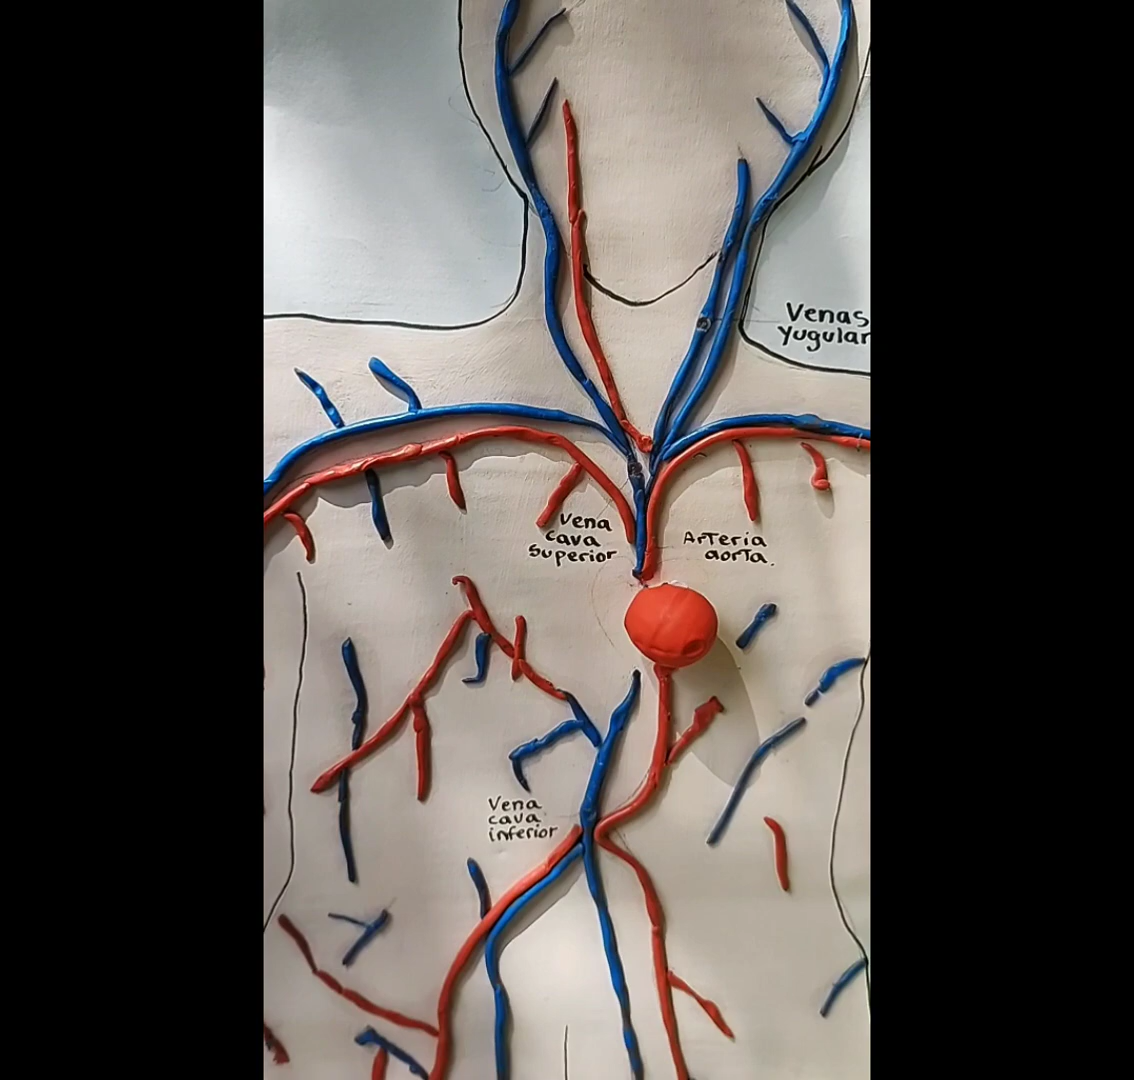 Venas
Yugular
Vena
cava
Superior
Arteria
aorta.
Vena
cava
inferior